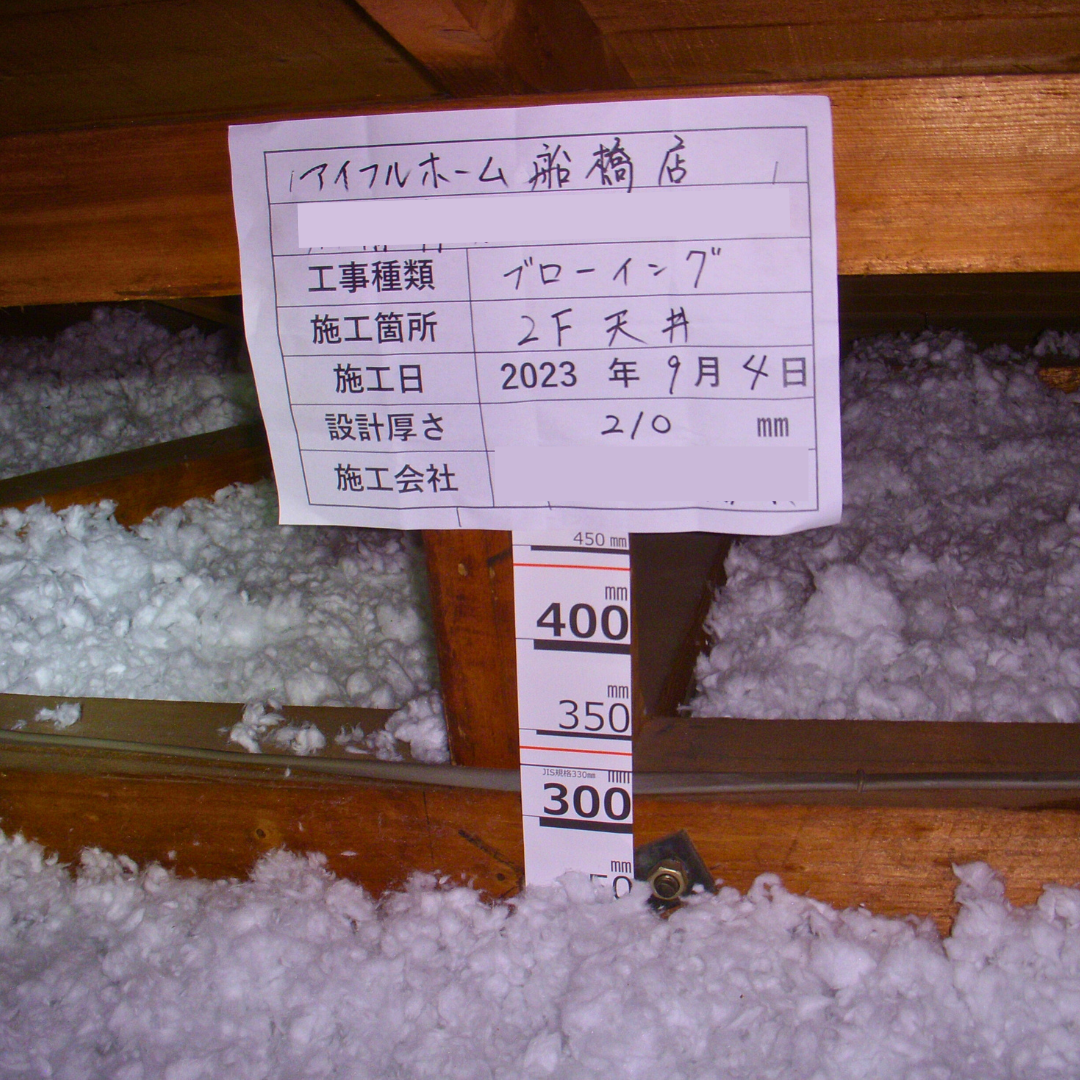 アイフルホーム 船橋店
工事種類 ブローイング
施工箇所 2F 天井
施工日 2023 年 9月 4日
設計厚さ 210 mm
施工会社
450 mm
mm
400
mm
350
JIS規格330mm mm
300
mm
50